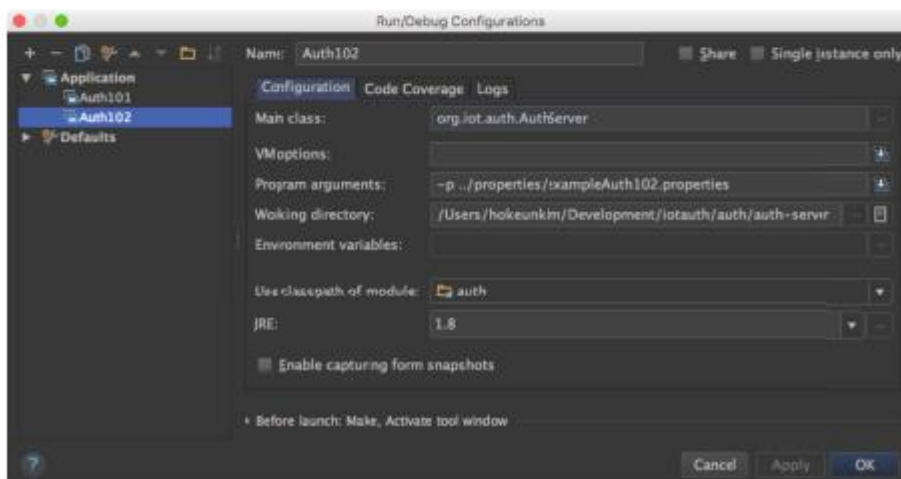 Run/Debug Configurations
Name: Auth102
Share
Single instance only
Application
Auth101
Auth102
Defaults
Configuration
Code Coverage
Logs
Main class: org.iot.auth.AuthServer
VMoptions:
Program arguments: -p ../properties/exampleAuth102.properties
Woking directory: /Users/hokeunkim/Development/iotauth/auth/auth-server
Environment variables:
Use classpath of module: auth
JRE: 1.8
Enable capturing form snapshots
Before launch: Make, Activate tool window
?
Cancel
Apply
OK